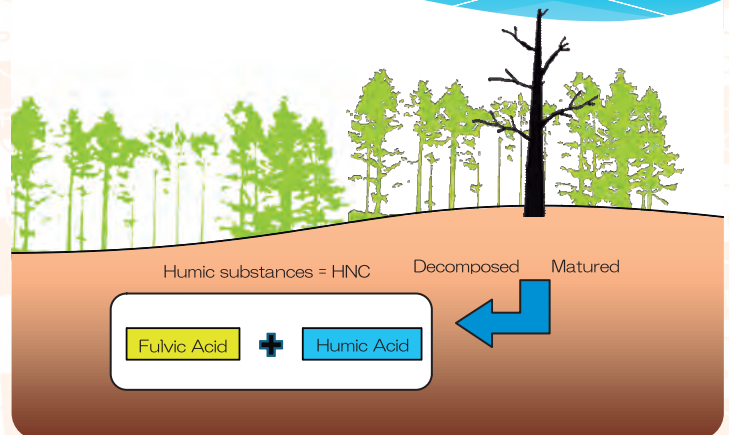 Humic substances = HNC
Decomposed Matured
Fulvic Acid + Humic Acid